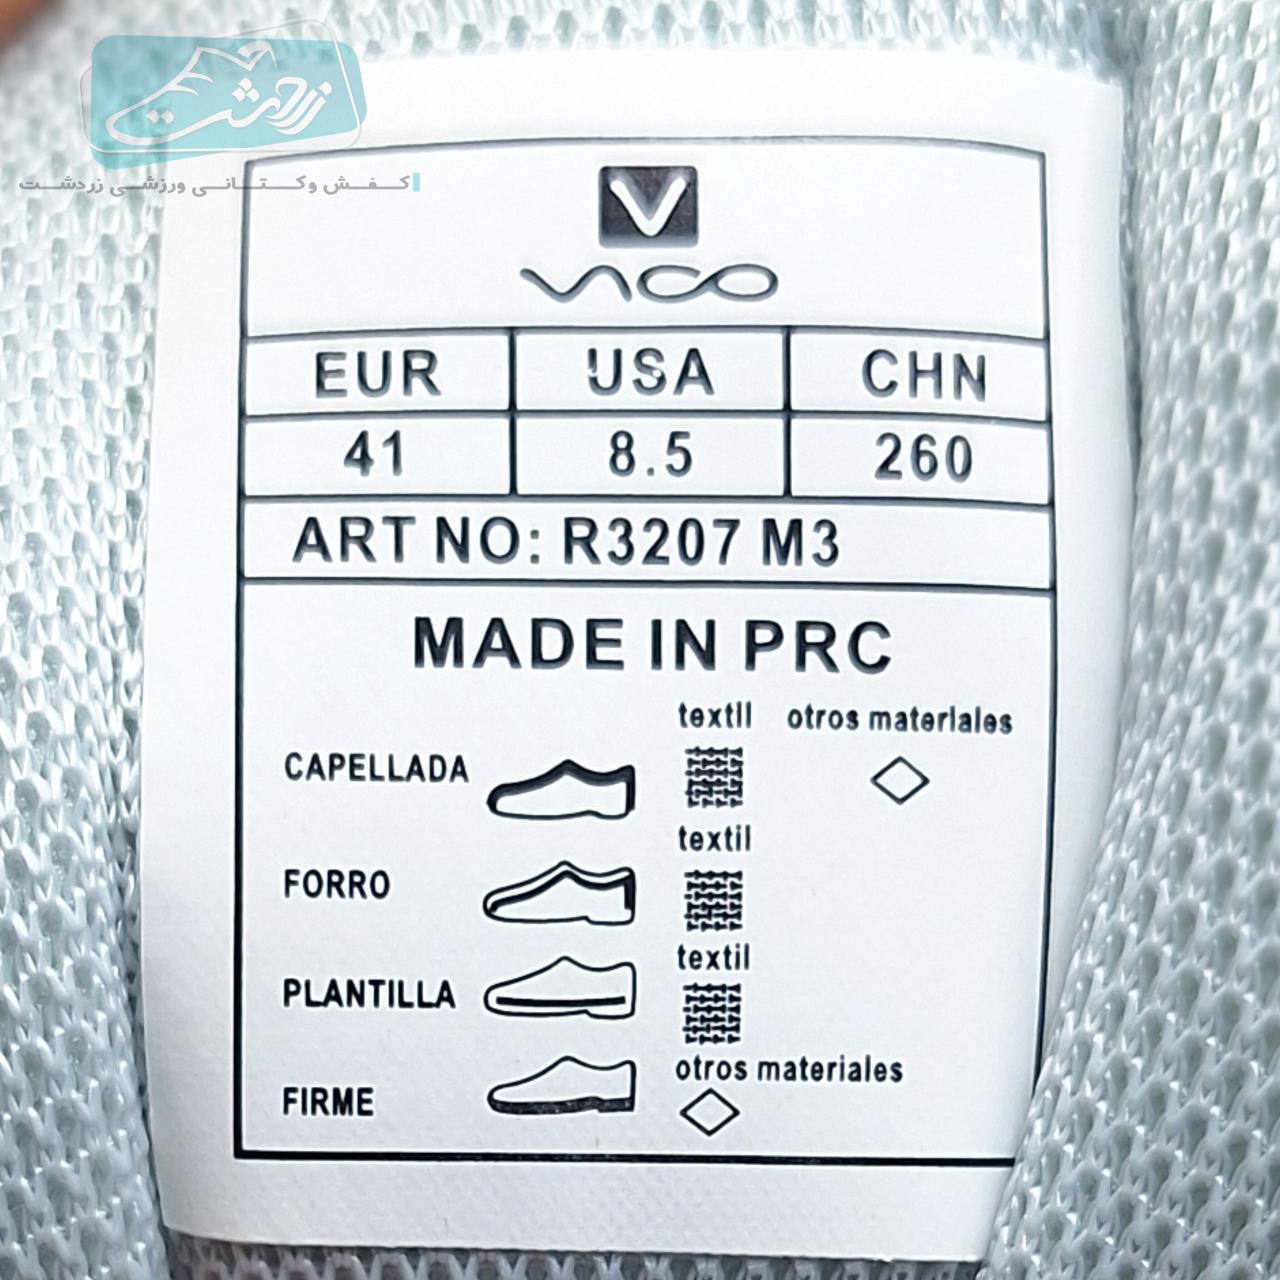 زردشت
کفش و کتانی ورزشی زردشت
V
VICO
EUR USA CHN
41 8.5 260
ART NO: R3207 M3
MADE IN PRC
textil otros materiales
CAPELLADA
textil
FORRO
textil
PLANTILLA
otros materiales
FIRME